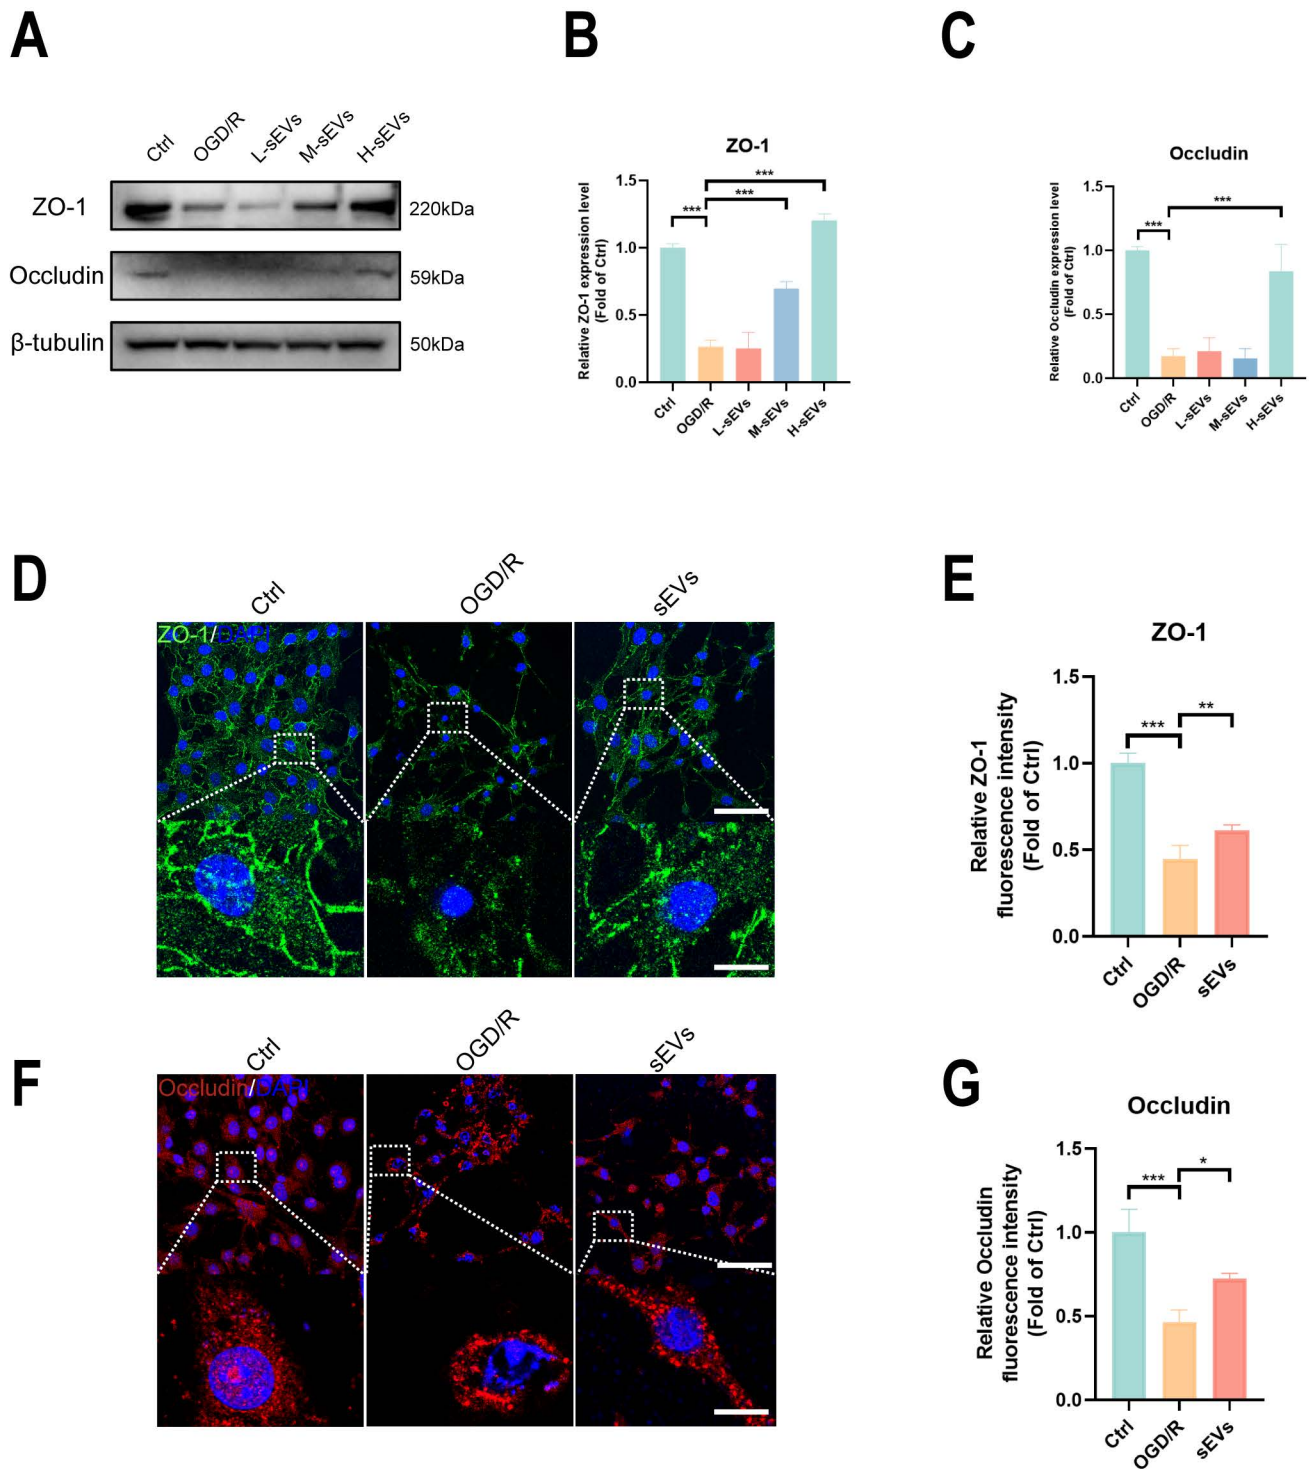 A
B
C
Ctrl
OGD/R
L-sEVs
M-sEVs
H-sEVs
ZO-1
220kDa
Occludin
59kDa
β-tubulin
50kDa
ZO-1
Relative ZO-1 expression level
(Fold of Ctrl)
1.5
1.0
0.5
0.0
***
***
***
Ctrl
OGD/R
L-sEVs
M-sEVs
H-sEVs
Occludin
Relative Occludin expression level
(Fold of Ctrl)
1.5
1.0
0.5
0.0
***
***
Ctrl
OGD/R
L-sEVs
M-sEVs
H-sEVs
D
Ctrl
OGD/R
sEVs
ZO-1/DAPI
E
ZO-1
Relative ZO-1
fluorescence intensity
(Fold of Ctrl)
1.5
1.0
0.5
0.0
***
**
Ctrl
OGD/R
sEVs
F
Ctrl
OGD/R
sEVs
Occludin/DAPI
G
Occludin
Relative Occludin
fluorescence intensity
(Fold of Ctrl)
1.5
1.0
0.5
0.0
***
*
Ctrl
OGD/R
sEVs